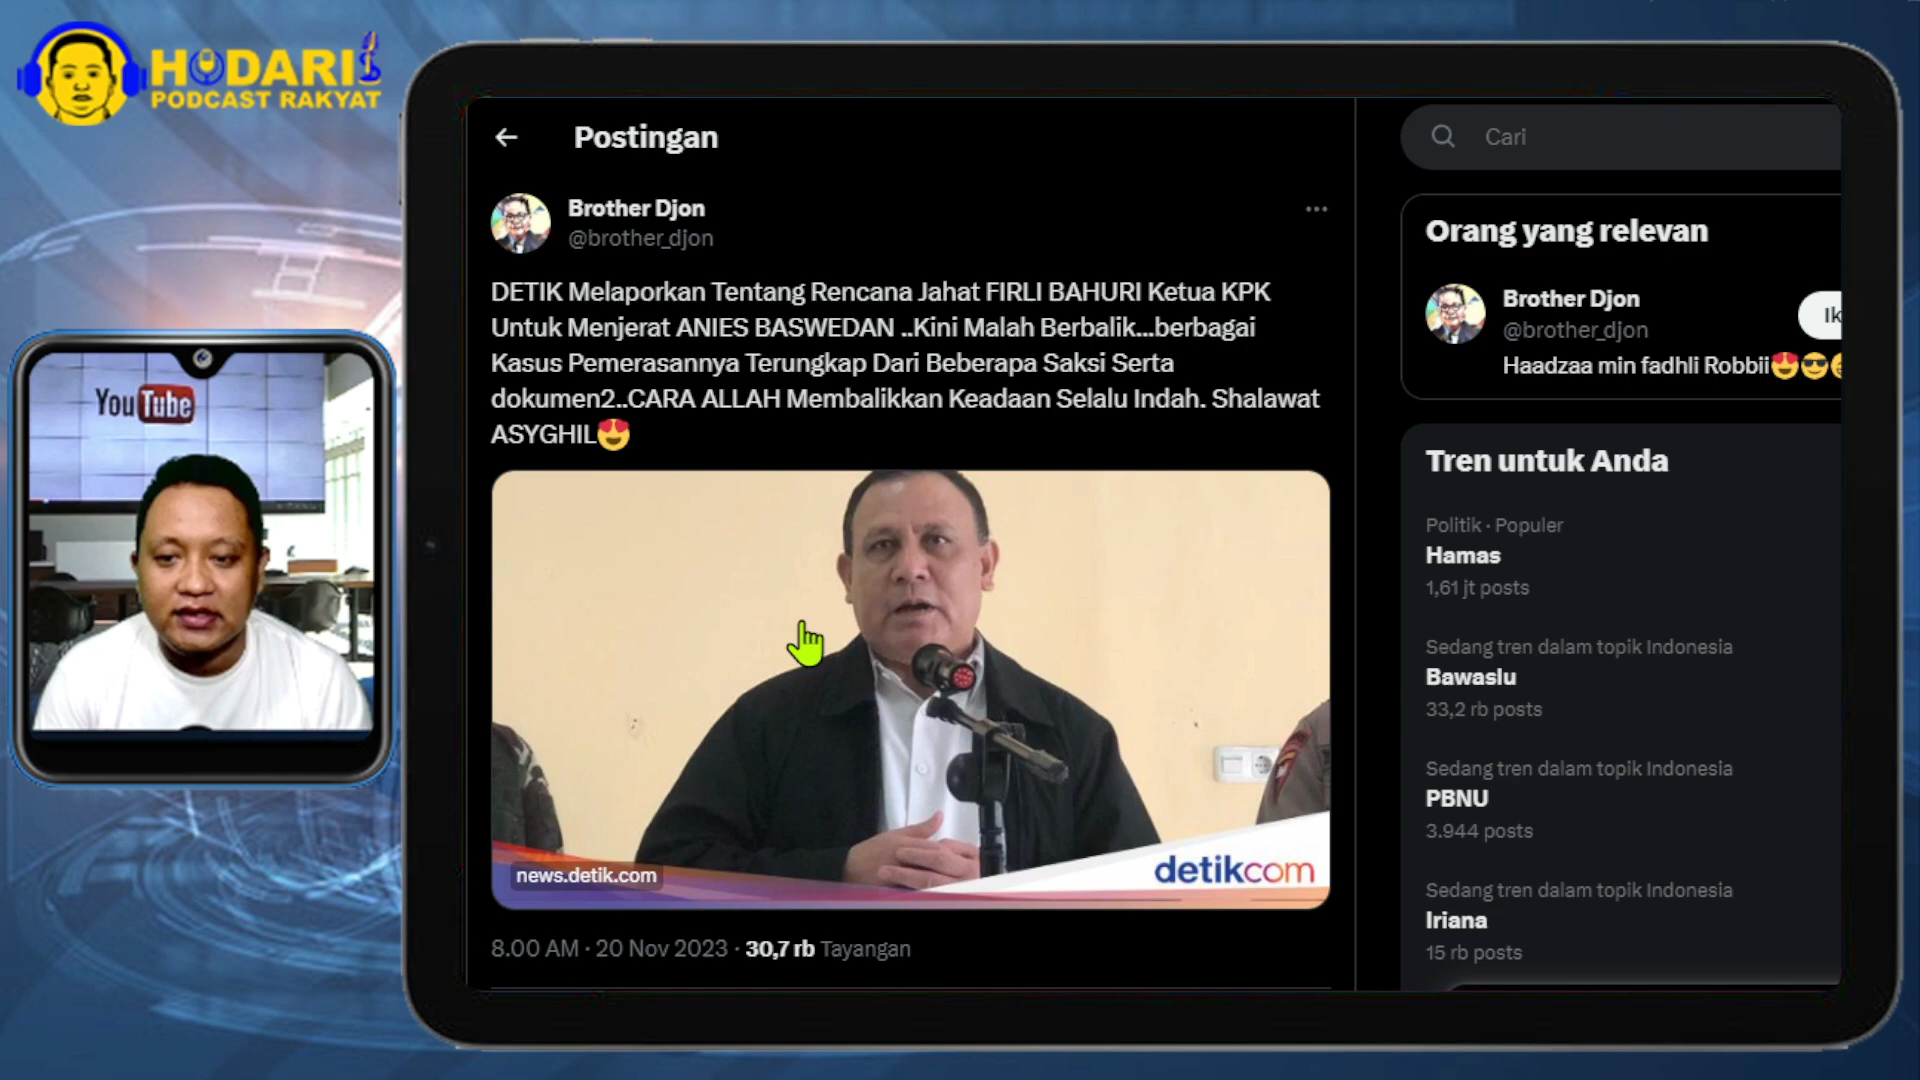 HODARI
PODCAST RAKYAT
YouTube
Postingan
Brother Djon
@brother_djon
DETIK Melaporkan Tentang Rencana Jahat FIRLI BAHURI Ketua KPK
Untuk Menjerat ANIES BASWEDAN ..Kini Malah Berbalik...berbagai
Kasus Pemerasannya Terungkap Dari Beberapa Saksi Serta
dokumen2..CARA ALLAH Membalikkan Keadaan Selalu Indah. Shalawat
ASYGHIL😍
news.detik.com
detikcom
8.00 AM · 20 Nov 2023 · 30,7 rb Tayangan
Cari
Orang yang relevan
Brother Djon
@brother_djon
Ik
Haadzaa min fadhli Robbii😍😎
Tren untuk Anda
Politik · Populer
Hamas
1,61 jt posts
Sedang tren dalam topik Indonesia
Bawaslu
33,2 rb posts
Sedang tren dalam topik Indonesia
PBNU
3.944 posts
Sedang tren dalam topik Indonesia
Iriana
15 rb posts